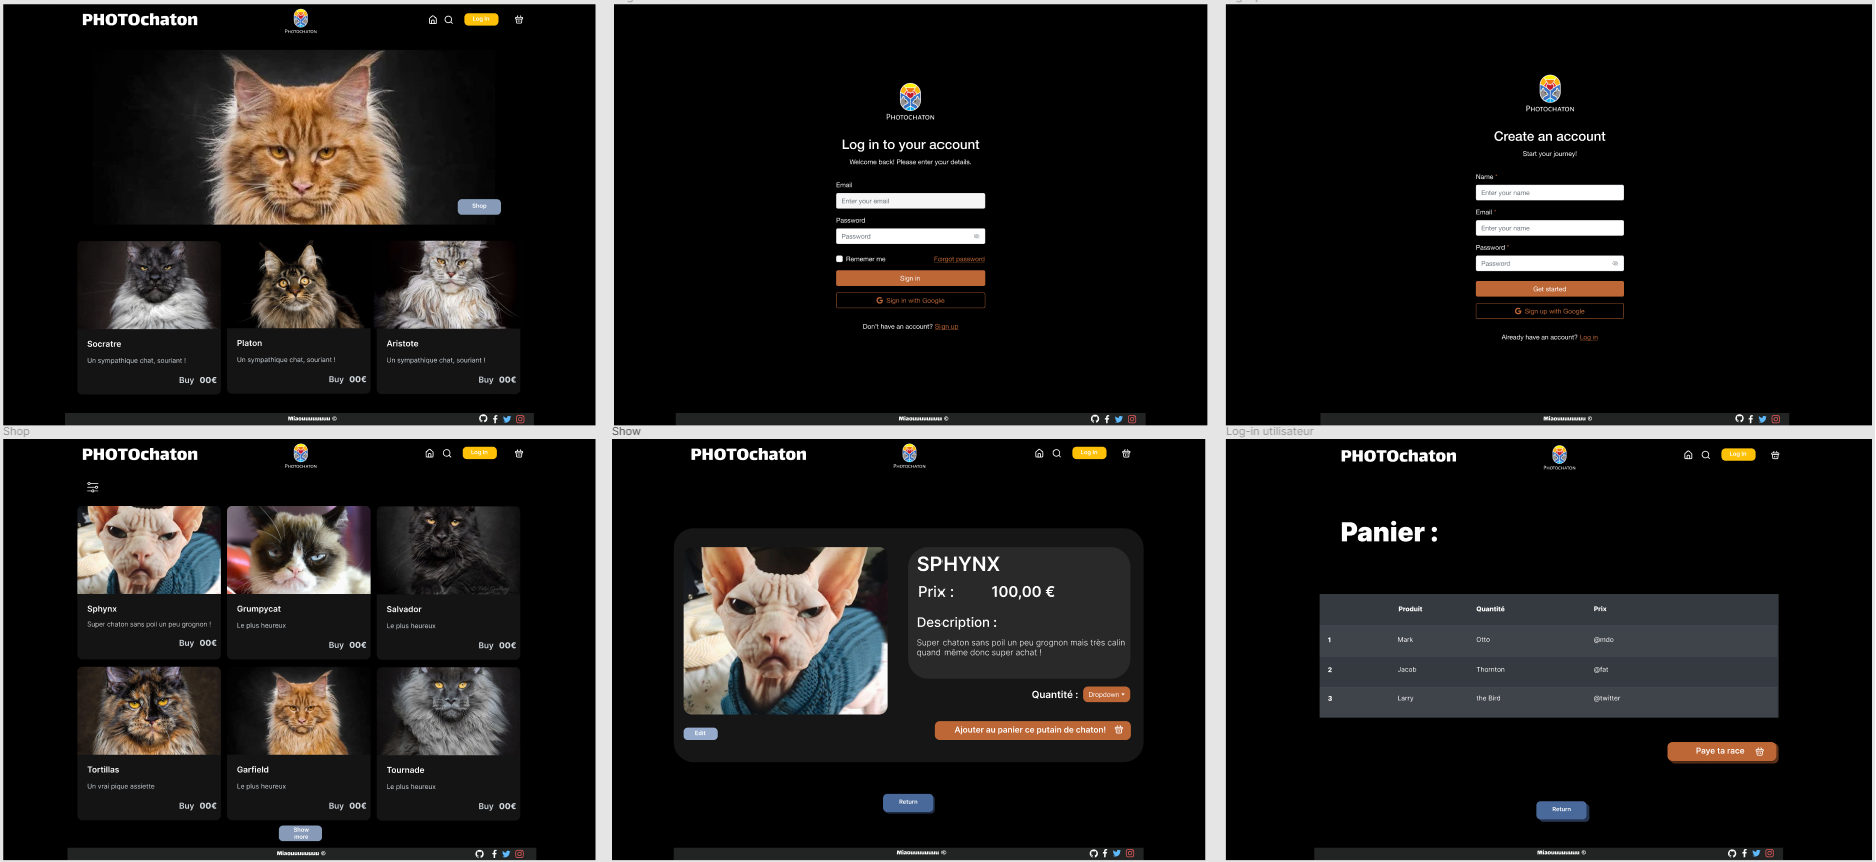 PHOTOchaton
PHOTOCHATON
Log in
Shop
Socratre
Un sympathique chat, souriant !
Buy 00€
Platon
Un sympathique chat, souriant !
Buy 00€
Aristote
Un sympathique chat, souriant !
Buy 00€
Miaouuuuuuuu ©
PHOTOCHATON
Log in to your account
Welcome back! Please enter your details.
Email
Enter your email
Password
Password
Rememer me
Forgot password
Sign in
G Sign in with Google
Don't have an account? Sign up
Miaouuuuuuuu ©
PHOTOCHATON
Create an account
Start your journey!
Name *
Enter your name
Email *
Enter your name
Password *
Password
Get started
G Sign up with Google
Already have an account? Log in
Miaouuuuuuuu ©
Shop
PHOTOchaton
PHOTOCHATON
Log in
Sphynx
Super chaton sans poil un peu grognon !
Buy 00€
Grumpycat
Le plus heureux
Buy 00€
Salvador
Le plus heureux
Buy 00€
Tortillas
Un vrai pique assiette
Buy 00€
Garfield
Le plus heureux
Buy 00€
Tournade
Le plus heureux
Buy 00€
Show
more
Miaouuuuuuuu ©
Show
PHOTOchaton
PHOTOCHATON
Log in
SPHYNX
Prix : 100,00 €
Description :
Super chaton sans poil un peu grognon mais très calin
quand même donc super achat !
Quantité : Dropdown
Edit
Ajouter au panier ce putain de chaton!
Return
Miaouuuuuuuu ©
Log-in utilisateur
PHOTOchaton
PHOTOCHATON
Log in
Panier :
Produit Quantité Prix
1 Mark Otto @mdo
2 Jacob Thornton @fat
3 Larry the Bird @twitter
Paye ta race
Return
Miaouuuuuuuu ©